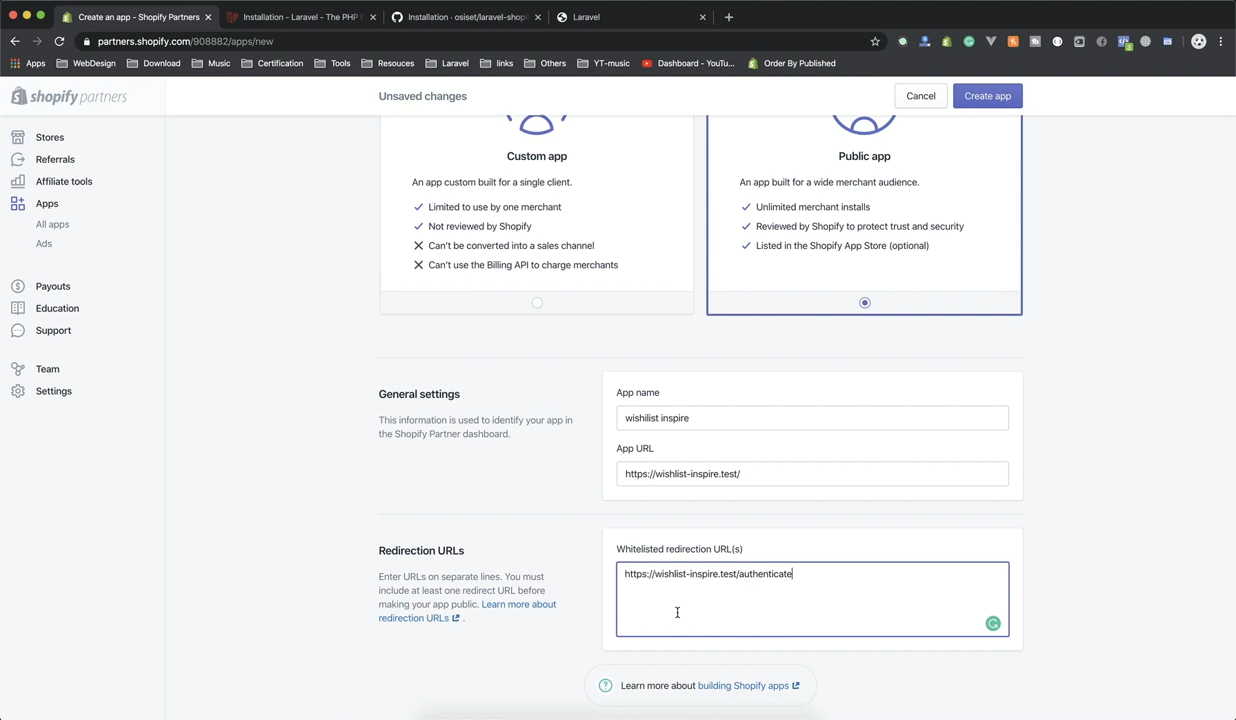 Create an app - Shopify Partners
Installation - Laravel - The PHP F
Installation · osiset/laravel-shopi
Laravel
partners.shopify.com/908882/apps/new
Apps
WebDesign
Download
Music
Certification
Tools
Resouces
Laravel
links
Others
YT-music
Dashboard - YouTu...
Order By Published
shopify partners
Unsaved changes
Cancel
Create app
Stores
Referrals
Affiliate tools
Apps
All apps
Ads
Payouts
Education
Support
Team
Settings
Custom app
An app custom built for a single client.
Limited to use by one merchant
Not reviewed by Shopify
Can't be converted into a sales channel
Can't use the Billing API to charge merchants
Public app
An app built for a wide merchant audience.
Unlimited merchant installs
Reviewed by Shopify to protect trust and security
Listed in the Shopify App Store (optional)
General settings
This information is used to identify your app in
the Shopify Partner dashboard.
App name
wishilist inspire
App URL
https://wishlist-inspire.test/
Redirection URLs
Enter URLs on separate lines. You must
include at least one redirect URL before
making your app public. Learn more about
redirection URLs .
Whitelisted redirection URL(s)
https://wishlist-inspire.test/authenticate
Learn more about building Shopify apps